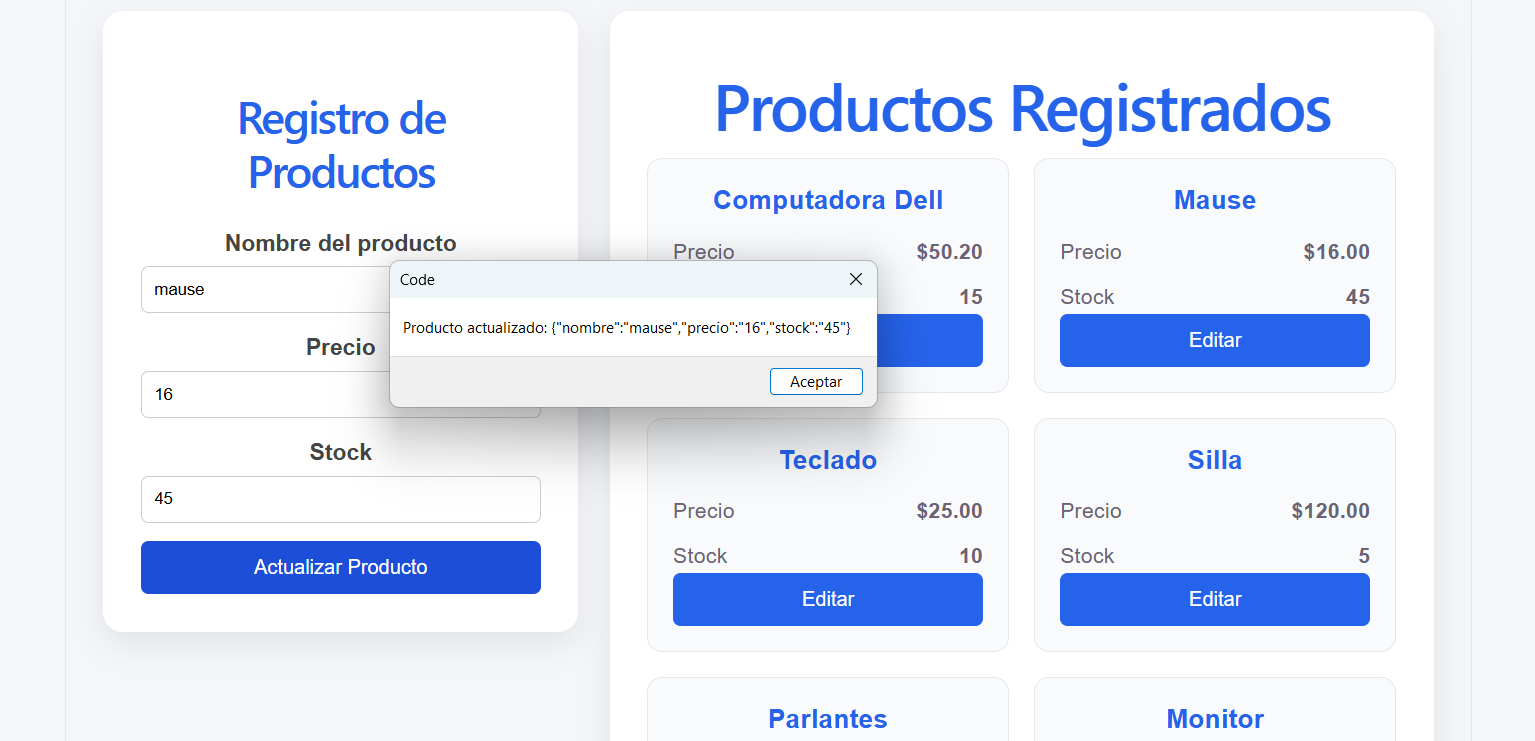 Registro de
Productos
Nombre del producto
mause
Precio
16
Stock
45
Actualizar Producto
Code
Producto actualizado: {"nombre":"mause","precio":"16","stock":"45"}
Aceptar
Productos Registrados
Computadora Dell
Precio $50.20
15
Mause
Precio $16.00
Stock 45
Editar
Teclado
Precio $25.00
Stock 10
Editar
Silla
Precio $120.00
Stock 5
Editar
Parlantes
Monitor